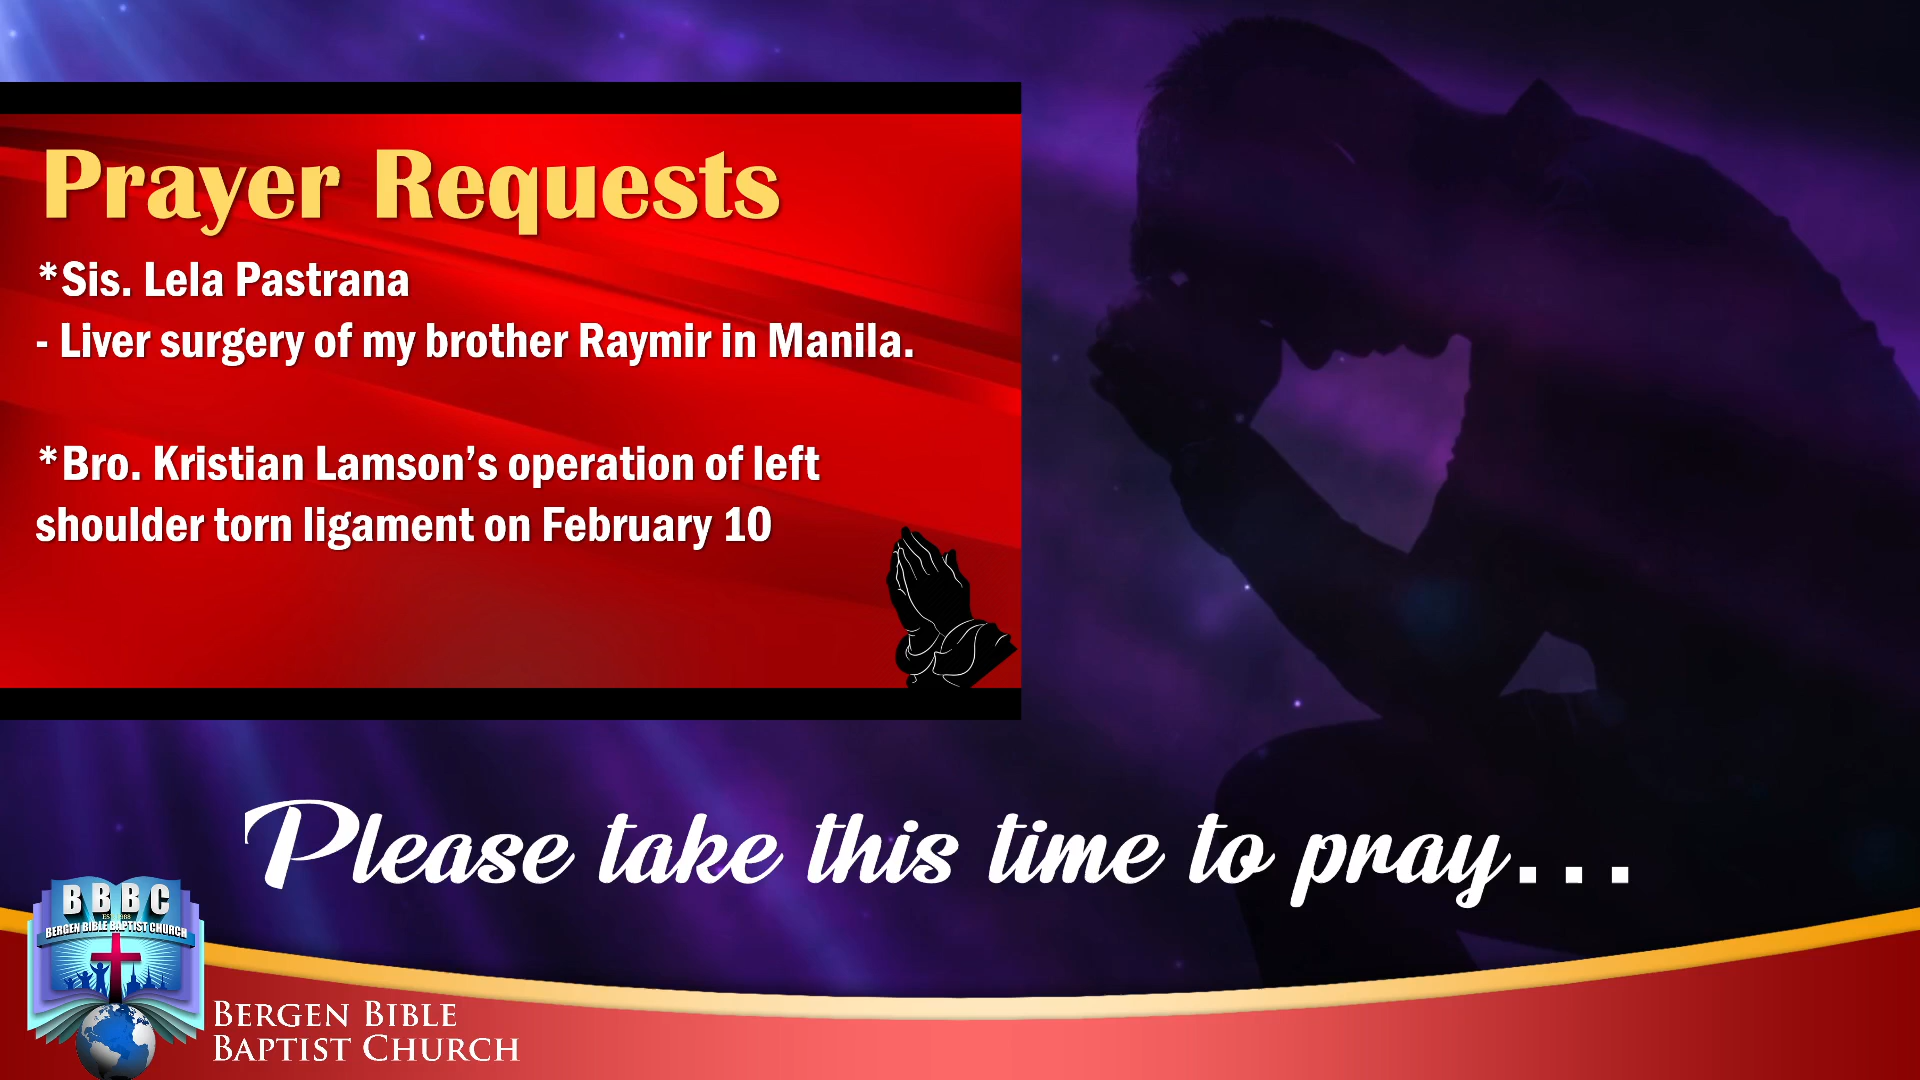 Prayer Requests
*Sis. Lela Pastrana
- Liver surgery of my brother Raymir in Manila.
*Bro. Kristian Lamson’s operation of left
shoulder torn ligament on February 10
Please take this time to pray...
B B B C
BERGEN BIBLE BAPTIST CHURCH
BERGEN BIBLE
BAPTIST CHURCH